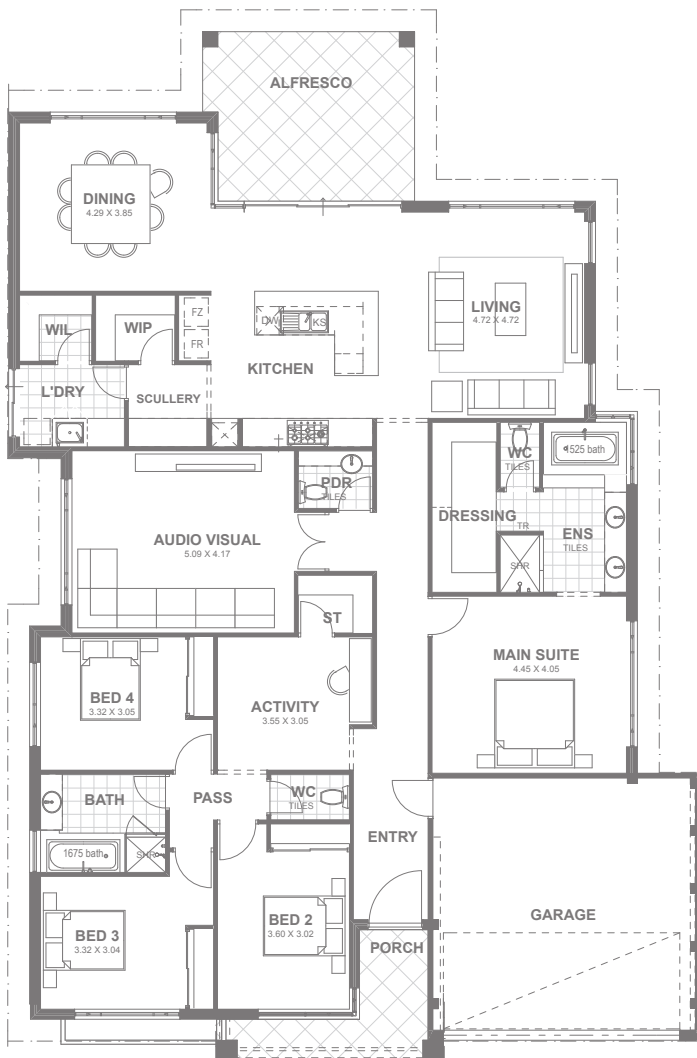 ALFRESCO
DINING
4.29 X 3.85
LIVING
4.72 X 4.72
WIL
WIP
FZ
FR
DW
KS
KITCHEN
L'DRY
SCULLERY
WC
TILES
1525 bath
PDR
TILES
DRESSING
TR
ENS
TILES
AUDIO VISUAL
5.09 X 4.17
SHR
ST
MAIN SUITE
4.45 X 4.05
BED 4
3.32 X 3.05
ACTIVITY
3.55 X 3.05
BATH
PASS
WC
TILES
ENTRY
1675 bath
SHR
GARAGE
BED 2
3.60 X 3.02
BED 3
3.32 X 3.04
PORCH